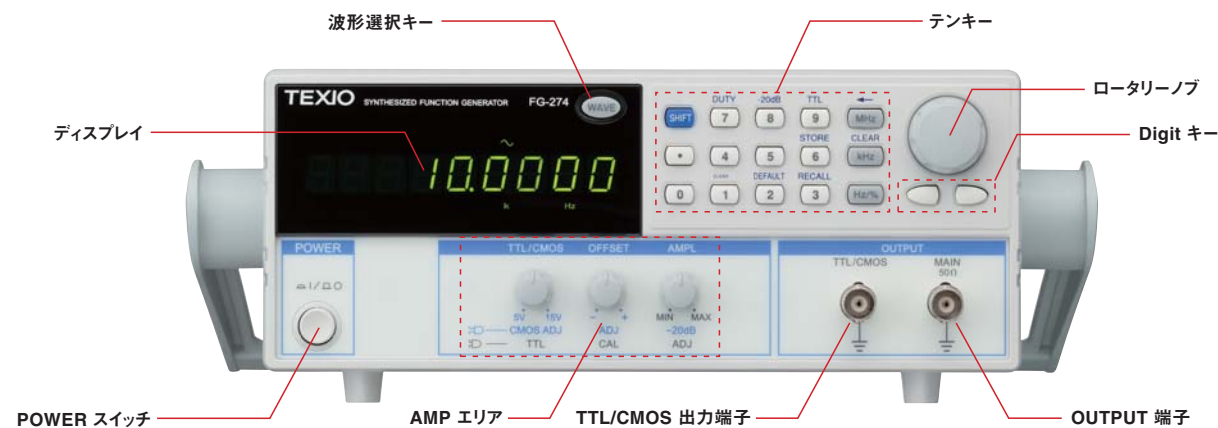 波形選択キー
テンキー
ロータリーノブ
Digit キー
ディスプレイ
TEXIO SYNTHESIZED FUNCTION GENERATOR FG-274 WAVE
DUTY -20dB TTL ←
SHIFT 7 8 9 MHz
STORE CLEAR
• 4 5 6 kHz
DEFAULT RECALL
0 1 2 3 Hz/%
~
10.0000
k Hz
POWER
TTL/CMOS OFFSET AMPL
OUTPUT
TTL/CMOS MAIN
50Ω
5V 15V - + MIN MAX
CMOS ADJ ADJ -20dB
TTL CAL ADJ
POWER スイッチ
AMP エリア
TTL/CMOS 出力端子
OUTPUT 端子